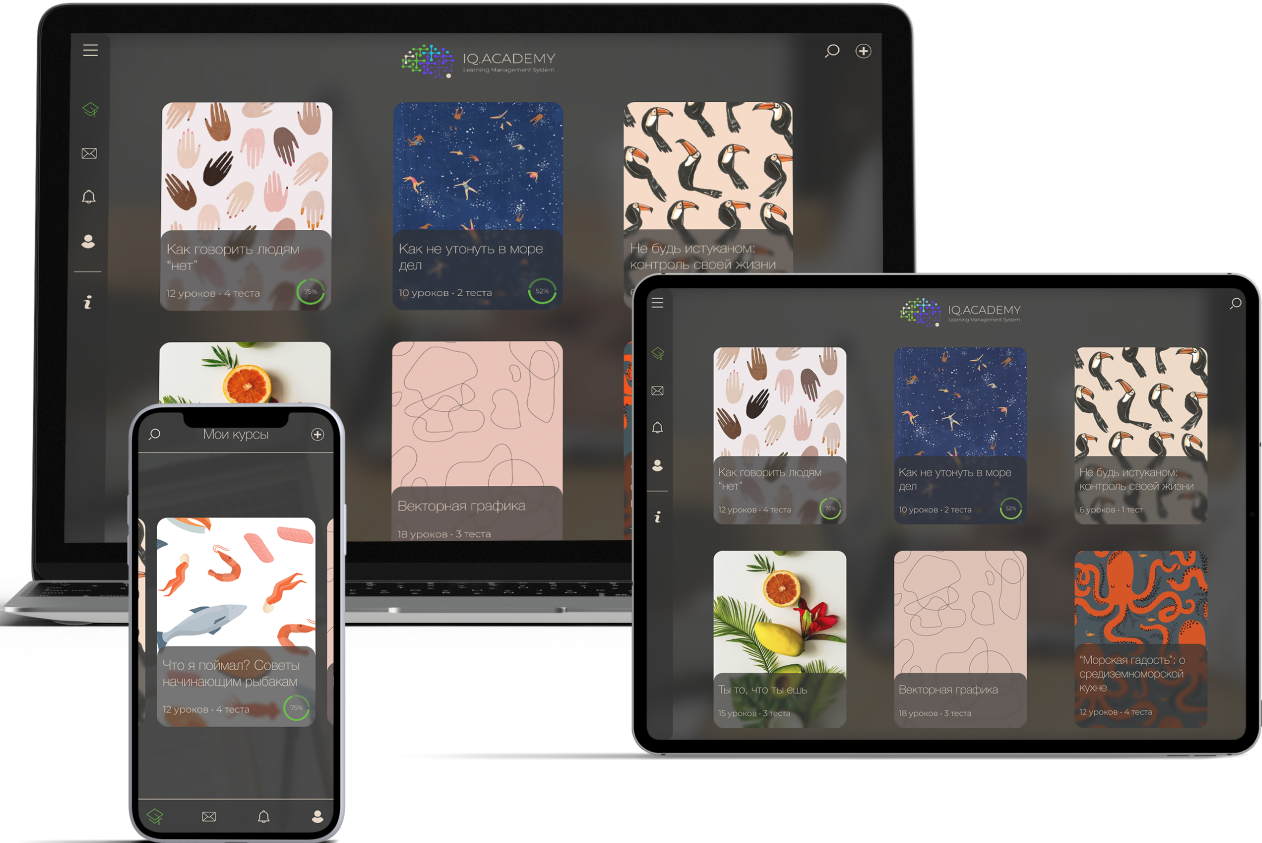 IQ.ACADEMY
Learning Management System
Как говорить людям
"нет"
12 уроков • 4 теста
75%
Как не утонуть в море
дел
10 уроков • 2 теста
52%
Не будь истуканом:
контроль своей жизни
Векторная графика
18 уроков • 3 теста
Мои курсы
Что я поймал? Советы
начинающим рыбакам
12 уроков • 4 теста
75%
IQ.ACADEMY
Learning Management System
Как говорить людям
"нет"
12 уроков • 4 теста
75%
Как не утонуть в море
дел
10 уроков • 2 теста
52%
Не будь истуканом:
контроль своей жизни
6 уроков • 1 тест
Ты то, что ты ешь
15 уроков • 3 теста
Векторная графика
18 уроков • 3 теста
"Морская гадость": о
средиземноморской
кухне
12 уроков • 4 теста